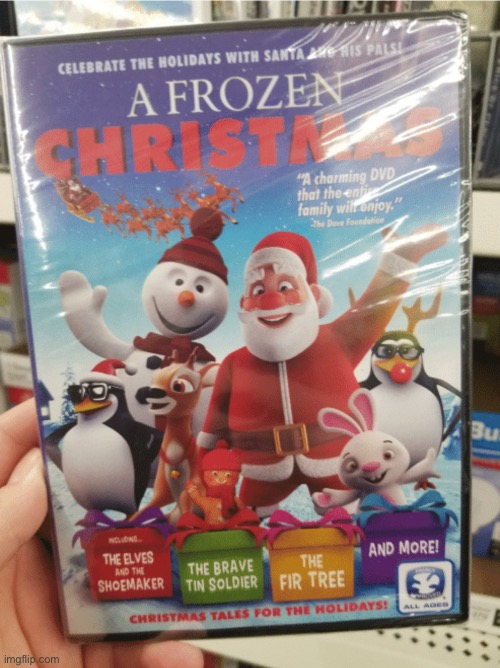 CELEBRATE THE HOLIDAYS WITH SANTA AND HIS PALS!
A FROZEN
CHRISTMAS
"A charming DVD
that the entire
family will enjoy."
-The Dove Foundation
INCLUDING...
THE ELVES
AND THE
SHOEMAKER
THE BRAVE
TIN SOLDIER
THE
FIR TREE
AND MORE!
ALL AGES
CHRISTMAS TALES FOR THE HOLIDAYS!
Bu
imgflip.com